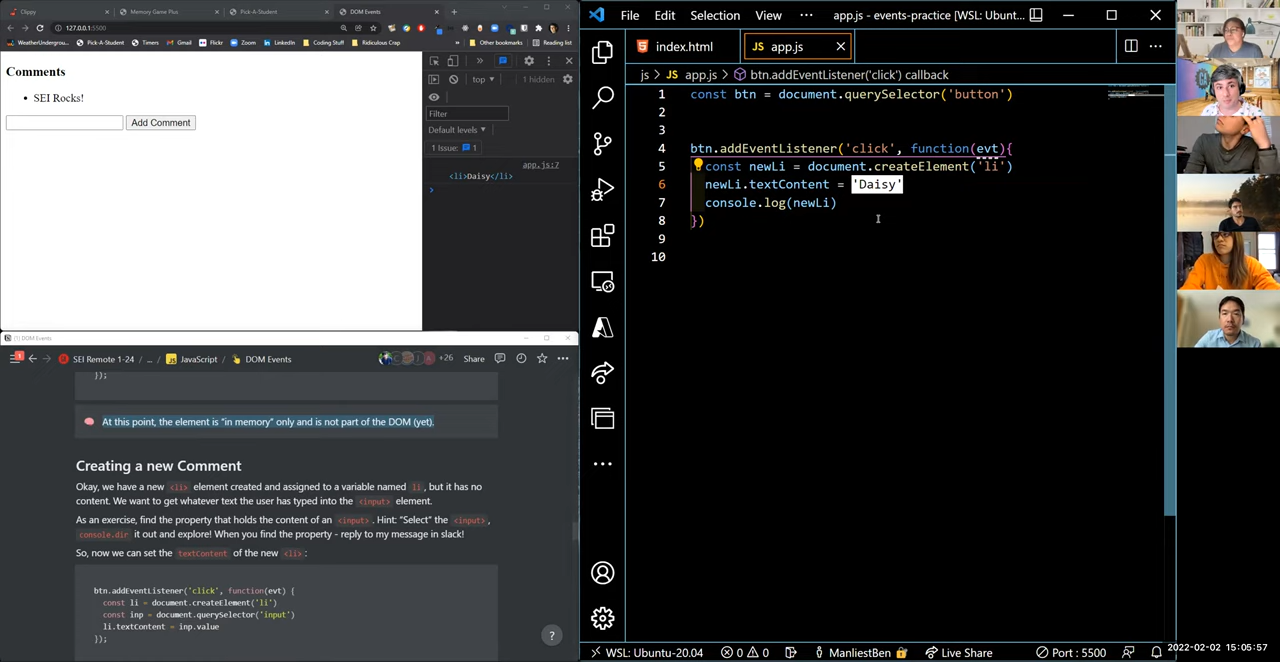 Clippy
Memory Game Plus
Pick-A-Student
DOM Events
127.0.0.1:5500
WeatherUndergrou...
Pick-A-Student
Timers
Gmail
Flickr
Zoom
LinkedIn
Coding Stuff
Ridiculous Crap
Other bookmarks
Reading list
Comments
SEI Rocks!
Add Comment
top
1 hidden
Filter
Default levels
1 Issue: 1
app.js:7
<li>Daisy</li>
File Edit Selection View ··· app.js - events-practice [WSL: Ubunt...
index.html
JS app.js
js > JS app.js > btn.addEventListener('click') callback
1 const btn = document.querySelector('button')
2
3
4 btn.addEventListener('click', function(evt){
5 const newLi = document.createElement('li')
6 newLi.textContent = 'Daisy'
7 console.log(newLi)
8 })
9
10
WSL: Ubuntu-20.04 0 0 ManliestBen Live Share Port : 5500
(1) DOM Events
SEI Remote 1-24 / ... / JS JavaScript / DOM Events
+26 Share
});
At this point, the element is "in memory" only and is not part of the DOM (yet).
Creating a new Comment
Okay, we have a new <li> element created and assigned to a variable named li, but it has no
content. We want to get whatever text the user has typed into the <input> element.
As an exercise, find the property that holds the content of an <input>. Hint: "Select" the <input>,
console.dir it out and explore! When you find the property - reply to my message in slack!
So, now we can set the textContent of the new <li>:
btn.addEventListener('click', function(evt) {
const li = document.createElement('li')
const inp = document.querySelector('input')
li.textContent = inp.value
});
?
2022-02-02 15:05:57